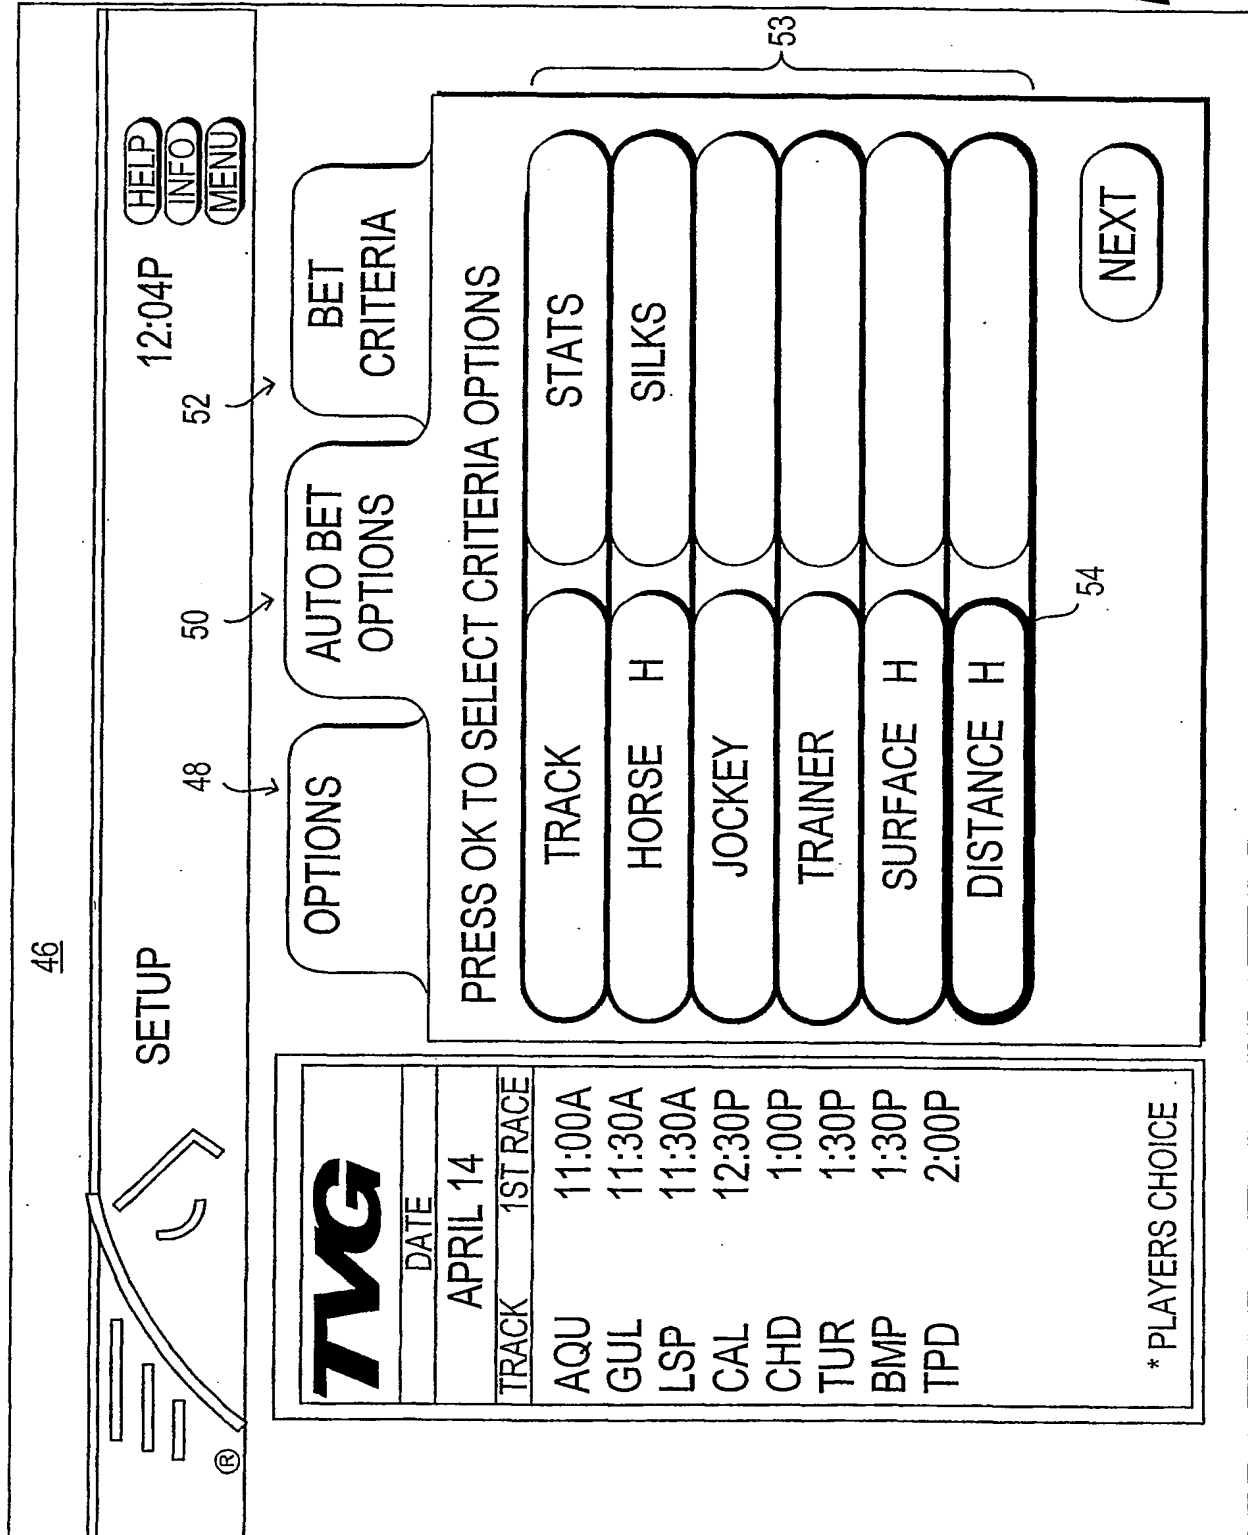 46
SETUP
12:04P
HELP
INFO
MENU
®
48
50
52
OPTIONS
AUTO BET
OPTIONS
BET
CRITERIA
TVG
DATE
APRIL 14
TRACK 1ST RACE
AQU 11:00A
GUL 11:30A
LSP 11:30A
CAL 12:30P
CHD 1:00P
TUR 1:30P
BMP 1:30P
TPD 2:00P
* PLAYERS CHOICE
PRESS OK TO SELECT CRITERIA OPTIONS
TRACK STATS
HORSE H SILKS
JOCKEY
TRAINER
SURFACE H
DISTANCE H
53
54
NEXT